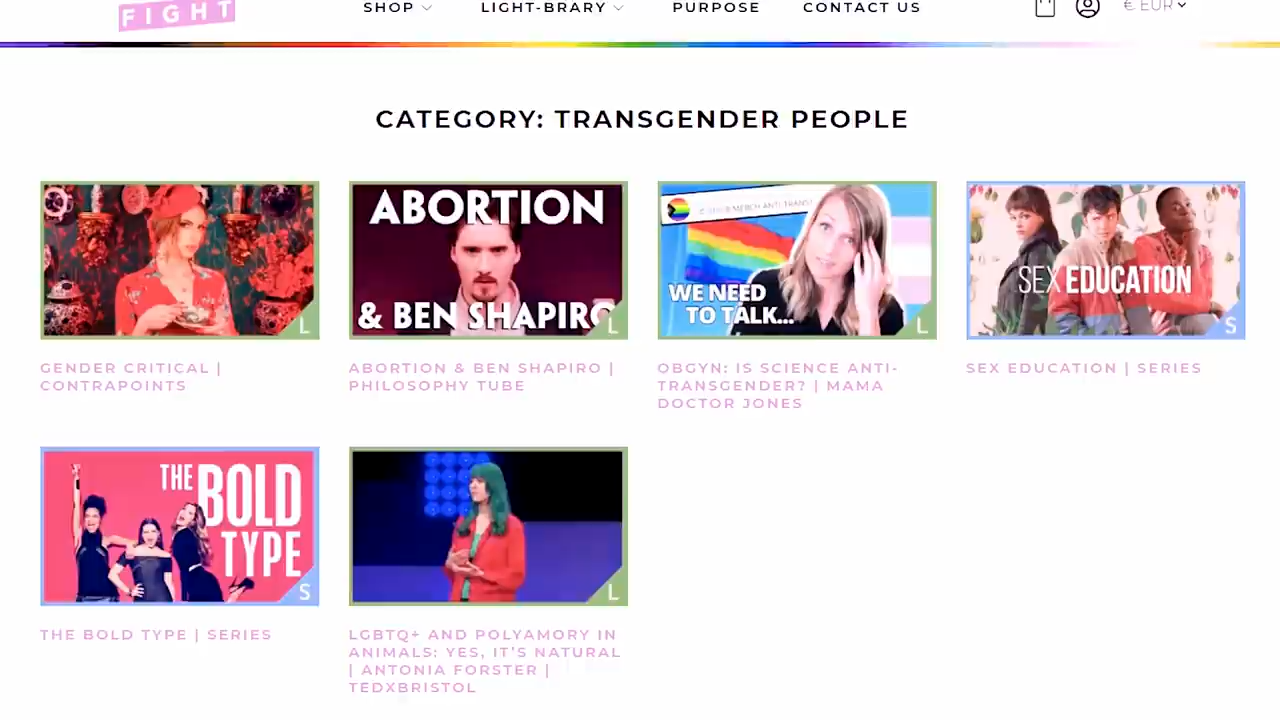 FIGHT
SHOP LIGHT-BRARY PURPOSE CONTACT US € EUR
CATEGORY: TRANSGENDER PEOPLE
L
ABORTION
& BEN SHAPIRO
L
MERCH ANTI-TRANS?
WE NEED
TO TALK...
L
SEX EDUCATION
S
GENDER CRITICAL |
CONTRAPOINTS
ABORTION & BEN SHAPIRO |
PHILOSOPHY TUBE
OBGYN: IS SCIENCE ANTI-
TRANSGENDER? | MAMA
DOCTOR JONES
SEX EDUCATION | SERIES
THE
BOLD
TYPE
S
L
THE BOLD TYPE | SERIES
LGBTQ+ AND POLYAMORY IN
ANIMALS: YES, IT'S NATURAL
| ANTONIA FORSTER |
TEDXBRISTOL